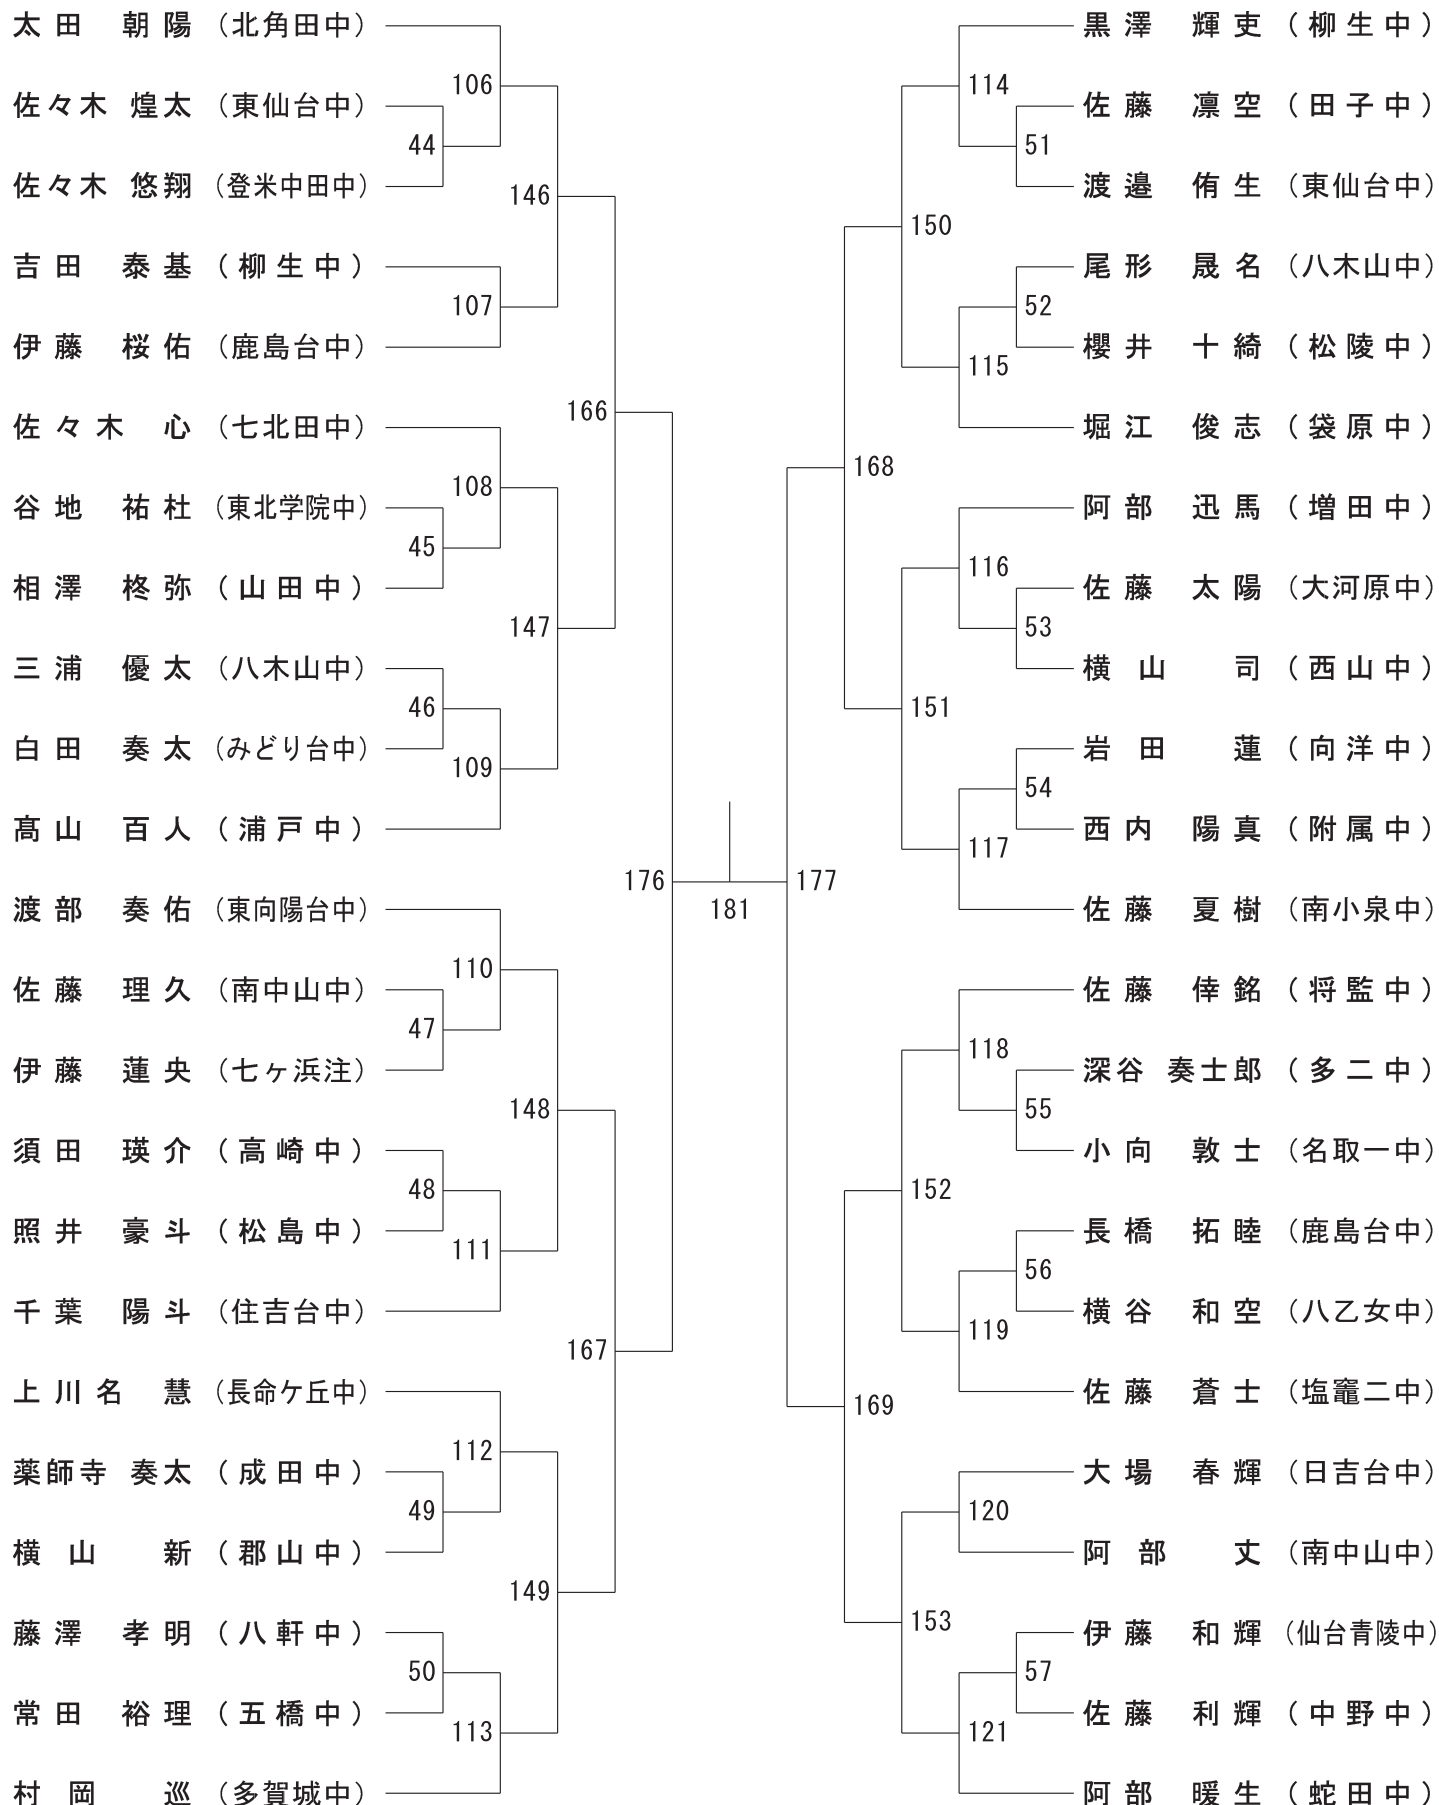 太田 朝陽 (北角田中)
106
佐々木 煌太 (東仙台中)
44
佐々木 悠翔 (登米中田中)
146
吉田 泰基 (柳生中)
107
伊藤 桜佑 (鹿島台中)
166
佐々木 心 (七北田中)
108
谷地 祐杜 (東北学院中)
45
相澤 柊弥 (山田中)
147
三浦 優太 (八木山中)
46
白田 奏太 (みどり台中)
109
髙山 百人 (浦戸中)
176
渡部 奏佑 (東向陽台中)
110
佐藤 理久 (南中山中)
47
伊藤 蓮央 (七ヶ浜注)
148
須田 瑛介 (高崎中)
48
照井 豪斗 (松島中)
111
千葉 陽斗 (住吉台中)
167
上川名 慧 (長命ケ丘中)
112
薬師寺 奏太 (成田中)
49
横山 新 (郡山中)
149
藤澤 孝明 (八軒中)
50
常田 裕理 (五橋中)
113
村岡 巡 (多賀城中)
181
黒澤 輝吏 (柳生中)
114
佐藤 凛空 (田子中)
51
渡邉 侑生 (東仙台中)
150
尾形 晟名 (八木山中)
52
櫻井 十綺 (松陵中)
115
堀江 俊志 (袋原中)
168
阿部 迅馬 (増田中)
116
佐藤 太陽 (大河原中)
53
横山 司 (西山中)
151
岩田 蓮 (向洋中)
54
西内 陽真 (附属中)
117
177
佐藤 夏樹 (南小泉中)
佐藤 倖銘 (将監中)
118
深谷 奏士郎 (多二中)
55
小向 敦士 (名取一中)
152
長橋 拓睦 (鹿島台中)
56
横谷 和空 (八乙女中)
119
佐藤 蒼士 (塩竈二中)
169
大場 春輝 (日吉台中)
120
阿部 丈 (南中山中)
153
伊藤 和輝 (仙台青陵中)
57
佐藤 利輝 (中野中)
121
阿部 暖生 (蛇田中)